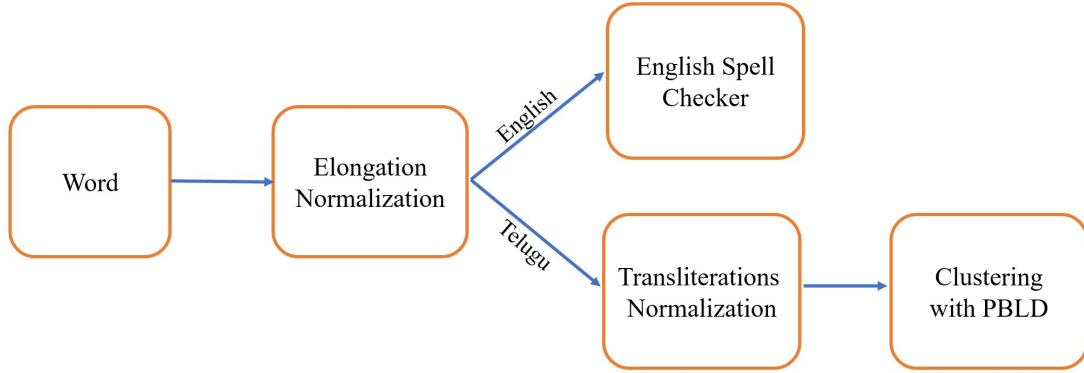 Word
Elongation
Normalization
English
English Spell
Checker
Telugu
Transliterations
Normalization
Clustering
with PBLD